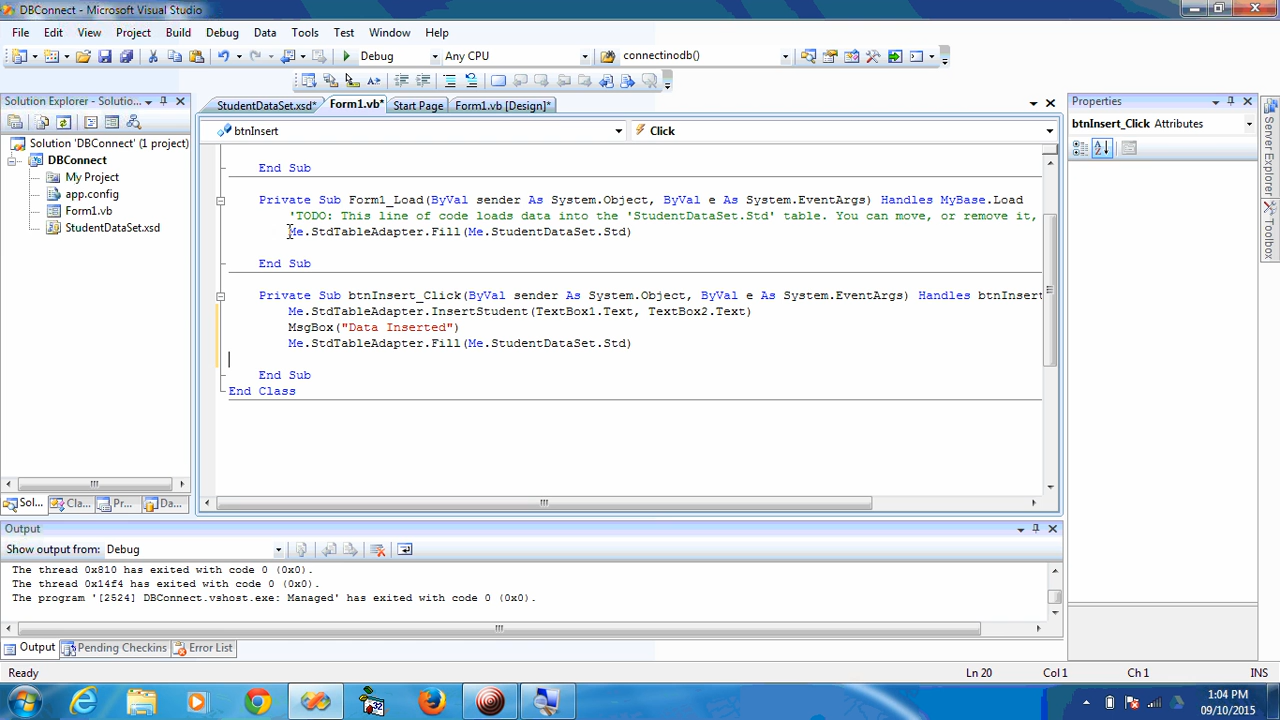 DBConnect - Microsoft Visual Studio
File Edit View Project Build Debug Data Tools Test Window Help
Debug Any CPU connectinodb()
Solution Explorer - Solutio...
StudentDataSet.xsd* Form1.vb* Start Page Form1.vb [Design]*
Properties
btnInsert Click
btnInsert_Click Attributes
Solution 'DBConnect' (1 project)
DBConnect
My Project
app.config
Form1.vb
StudentDataSet.xsd
End Sub
Private Sub Form1_Load(ByVal sender As System.Object, ByVal e As System.EventArgs) Handles MyBase.Load
'TODO: This line of code loads data into the 'StudentDataSet.Std' table. You can move, or remove it,
Me.StdTableAdapter.Fill(Me.StudentDataSet.Std)
End Sub
Private Sub btnInsert_Click(ByVal sender As System.Object, ByVal e As System.EventArgs) Handles btnInsert
Me.StdTableAdapter.InsertStudent(TextBox1.Text, TextBox2.Text)
MsgBox("Data Inserted")
Me.StdTableAdapter.Fill(Me.StudentDataSet.Std)
End Sub
End Class
Server Explorer
Toolbox
Sol... Cla... Pr... Da...
Output
Show output from: Debug
The thread 0x810 has exited with code 0 (0x0).
The thread 0x14f4 has exited with code 0 (0x0).
The program '[2524] DBConnect.vshost.exe: Managed' has exited with code 0 (0x0).
Output Pending Checkins Error List
Ready Ln 20 Col 1 Ch 1 INS
1:04 PM
09/10/2015